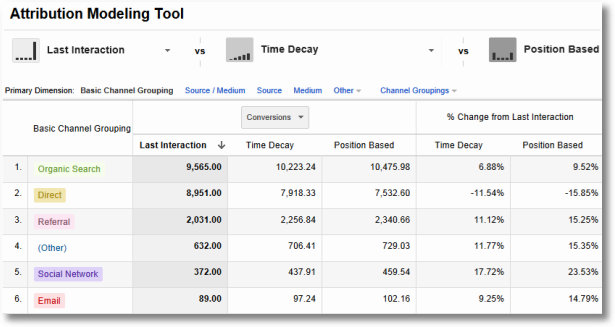 Attribution Modeling Tool
Last Interaction vs Time Decay vs Position Based
Primary Dimension: Basic Channel Grouping Source / Medium Source Medium Other Channel Groupings
Basic Channel Grouping Conversions % Change from Last Interaction
Last Interaction Time Decay Position Based Time Decay Position Based
1. Organic Search 9,565.00 10,223.24 10,475.98 6.88% 9.52%
2. Direct 8,951.00 7,918.33 7,532.60 -11.54% -15.85%
3. Referral 2,031.00 2,256.84 2,340.66 11.12% 15.25%
4. (Other) 632.00 706.41 729.03 11.77% 15.35%
5. Social Network 372.00 437.91 459.54 17.72% 23.53%
6. Email 89.00 97.24 102.16 9.25% 14.79%